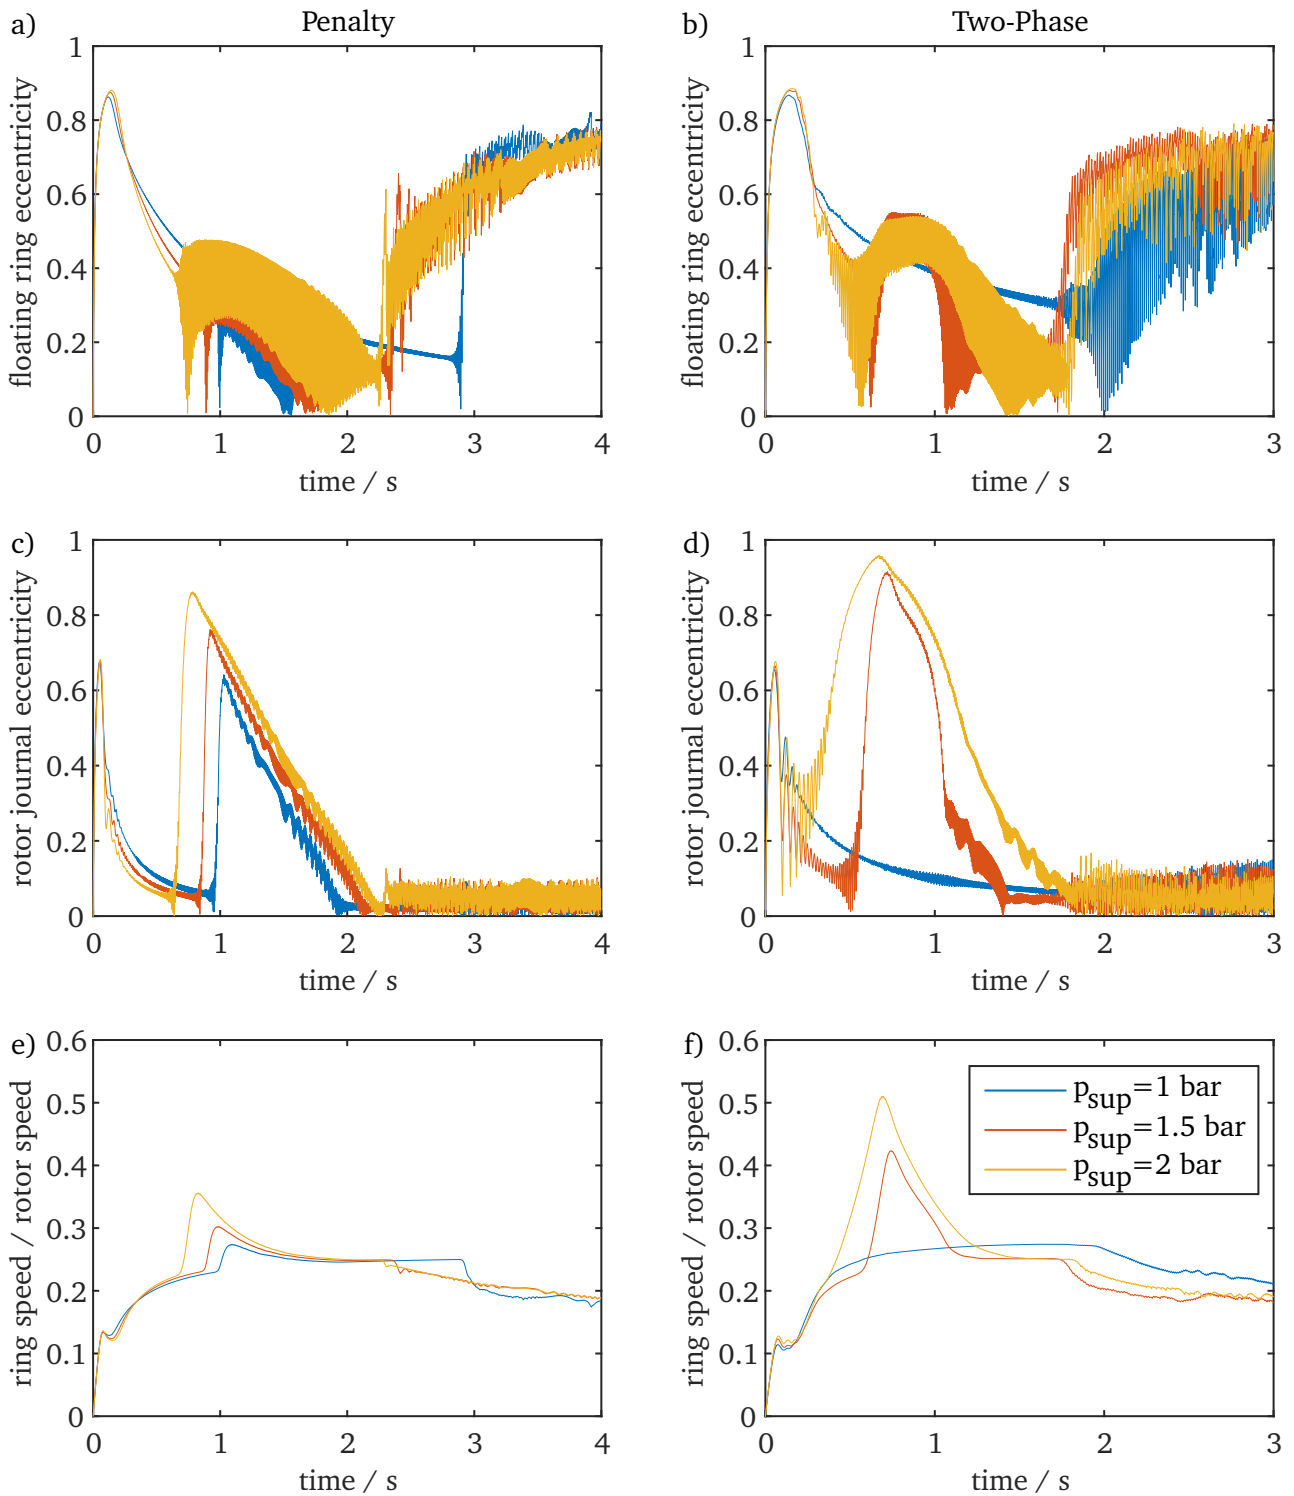 a) Penalty
b) Two-Phase
floating ring eccentricity
1
0.8
0.6
0.4
0.2
0
0 1 2 3 4
time / s
floating ring eccentricity
1
0.8
0.6
0.4
0.2
0
0 1 2 3
time / s
c)
rotor journal eccentricity
1
0.8
0.6
0.4
0.2
0
0 1 2 3 4
time / s
d)
rotor journal eccentricity
1
0.8
0.6
0.4
0.2
0
0 1 2 3
time / s
e)
ring speed / rotor speed
0.6
0.5
0.4
0.3
0.2
0.1
0
0 1 2 3 4
time / s
f)
ring speed / rotor speed
0.6
0.5
0.4
0.3
0.2
0.1
0
p_sup=1 bar
p_sup=1.5 bar
p_sup=2 bar
0 1 2 3
time / s